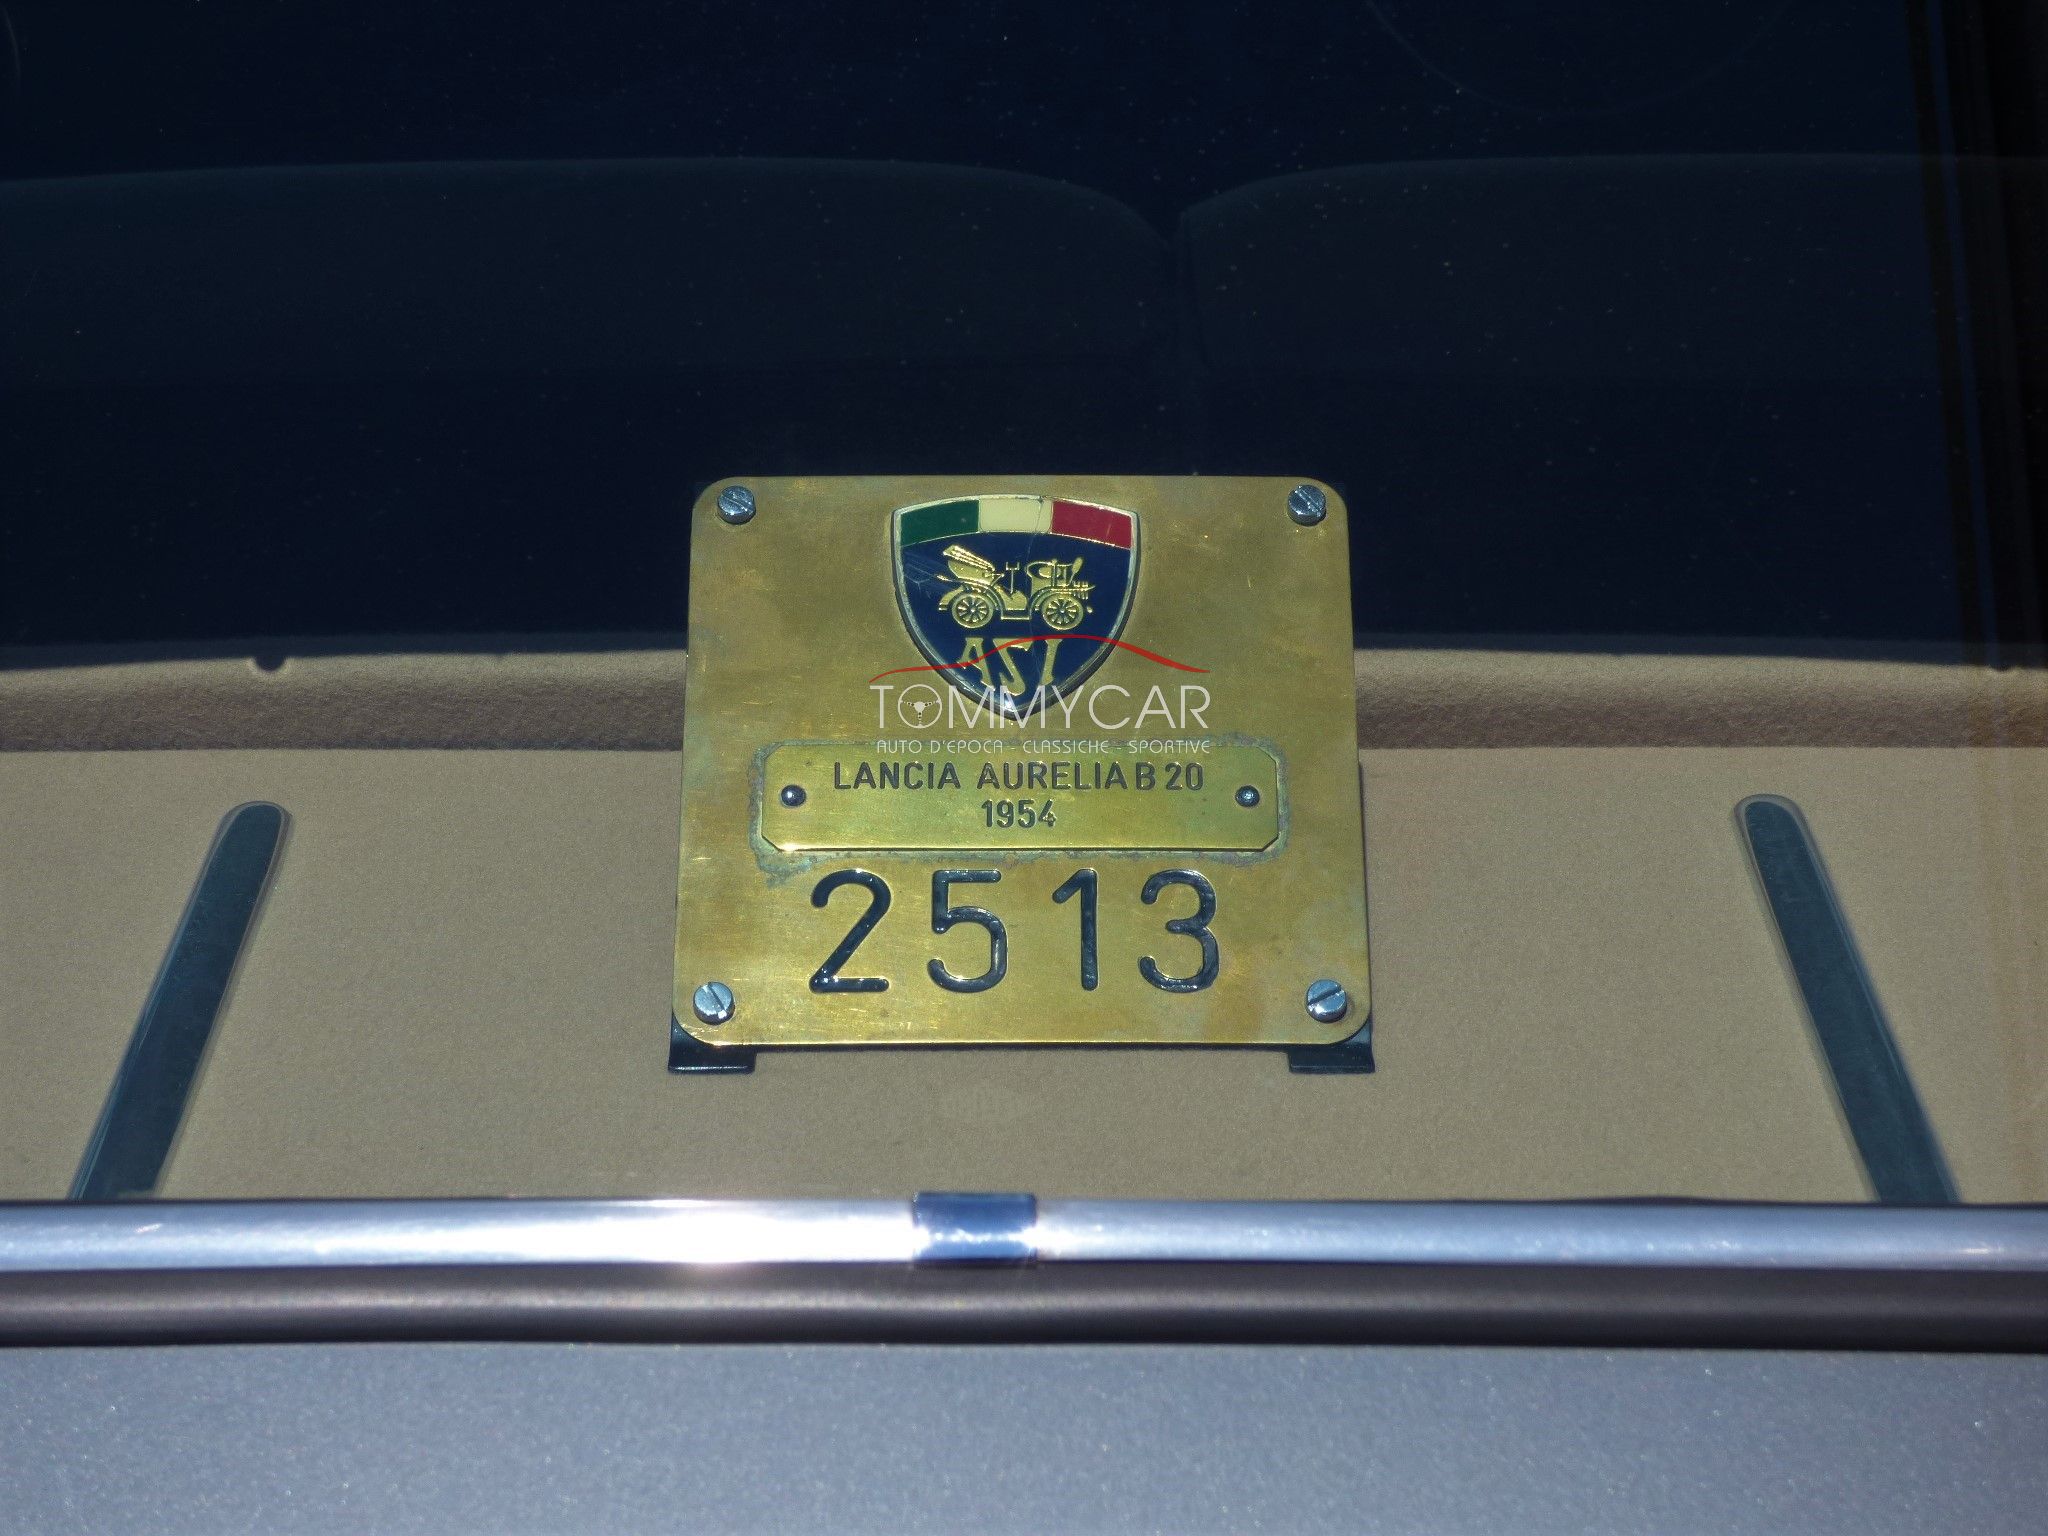 ASI
TOMMYCAR
AUTO D'EPOCA - CLASSICHE - SPORTIVE
LANCIA AURELIA B 20
1954
2513